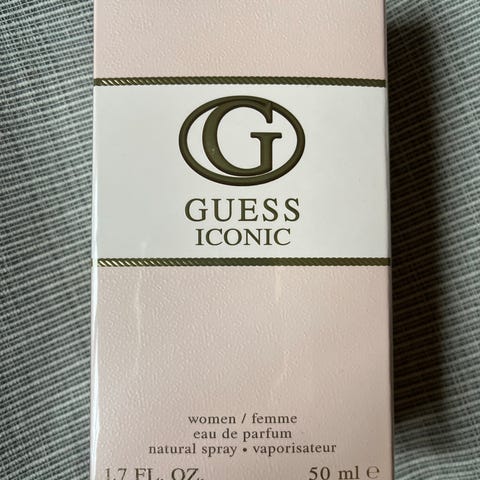 G
GUESS
ICONIC
women / femme
eau de parfum
natural spray • vaporisateur
1.7 FL. OZ. 50 ml ℮